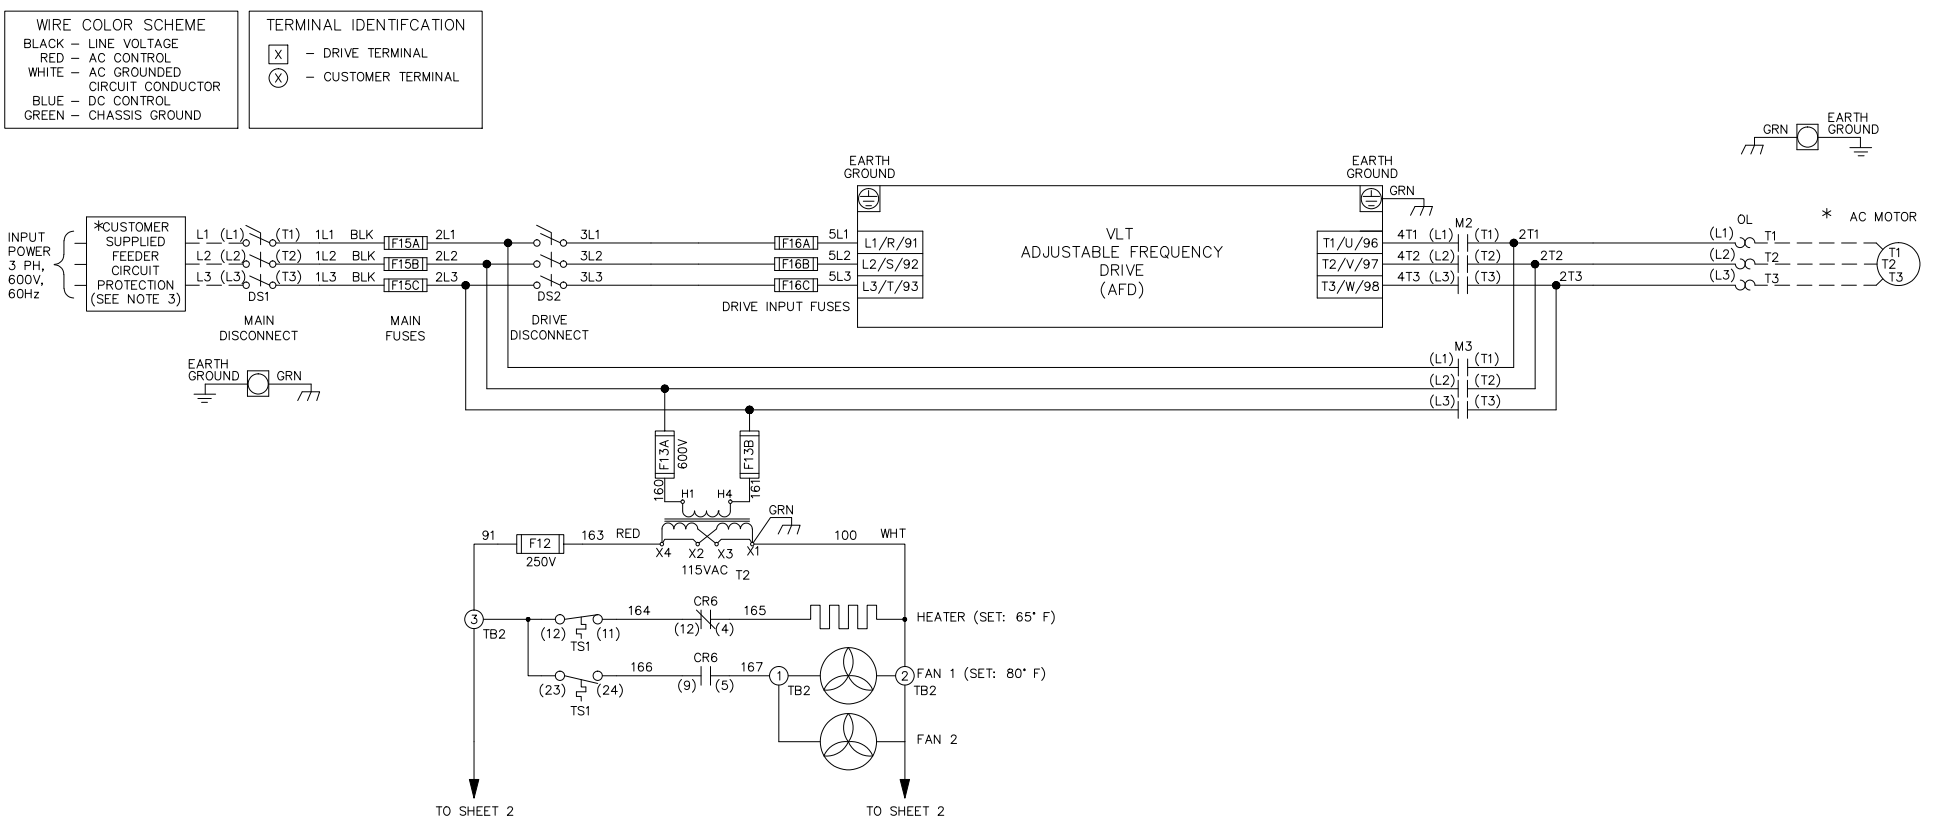 WIRE COLOR SCHEME
BLACK – LINE VOLTAGE
RED – AC CONTROL
WHITE – AC GROUNDED
CIRCUIT CONDUCTOR
BLUE – DC CONTROL
GREEN – CHASSIS GROUND
TERMINAL IDENTIFCATION
X – DRIVE TERMINAL
X – CUSTOMER TERMINAL
GRN
EARTH
GROUND
INPUT
POWER
3 PH,
600V,
60Hz
*CUSTOMER
SUPPLIED
FEEDER
CIRCUIT
PROTECTION
(SEE NOTE 3)
L1 (L1) (T1) 1L1 BLK F15A 2L1 3L1 F16A 5L1 L1/R/91
L2 (L2) (T2) 1L2 BLK F15B 2L2 3L2 F16B 5L2 L2/S/92
L3 (L3) (T3) 1L3 BLK F15C 2L3 3L3 F16C 5L3 L3/T/93
DS1
DS2
MAIN
DISCONNECT
MAIN
FUSES
DRIVE
DISCONNECT
DRIVE INPUT FUSES
EARTH
GROUND
VLT
ADJUSTABLE FREQUENCY
DRIVE
(AFD)
EARTH
GROUND
GRN
M2
OL
* AC MOTOR
T1/U/96 4T1 (L1) (T1) 2T1 (L1) T1
T2/V/97 4T2 (L2) (T2) 2T2 (L2) T2
T3/W/98 4T3 (L3) (T3) 2T3 (L3) T3
T1
T2
T3
EARTH
GROUND
GRN
M3
(L1) (T1)
(L2) (T2)
(L3) (T3)
F13A
600V
F13B
160
161
H1 H4
GRN
91 F12 163 RED
250V
X4 X2 X3 X1
115VAC T2
100 WHT
3
TB2
(12) (11)
TS1
164
CR6
(12) (4)
165
HEATER (SET: 65° F)
(23) (24)
TS1
166
CR6
(9) (5)
167
1
TB2
2
TB2
FAN 1 (SET: 80° F)
FAN 2
TO SHEET 2
TO SHEET 2